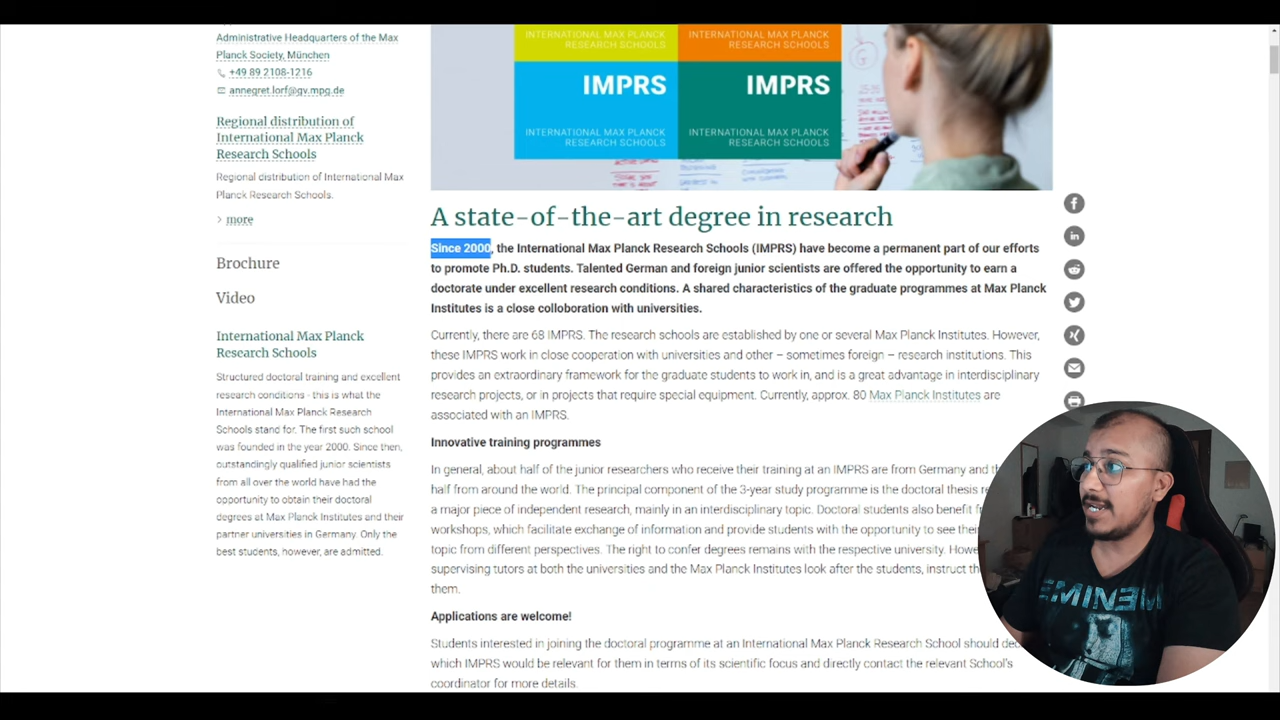 Administrative Headquarters of the Max
Planck Society, München
+49 89 2108-1216
annegret.lorf@gv.mpg.de
Regional distribution of
International Max Planck
Research Schools
Regional distribution of International Max
Planck Research Schools.
more
Brochure
Video
International Max Planck
Research Schools
Structured doctoral training and excellent
research conditions - this is what the
International Max Planck Research
Schools stand for. The first such school
was founded in the year 2000. Since then,
outstandingly qualified junior scientists
from all over the world have had the
opportunity to obtain their doctoral
degrees at Max Planck Institutes and their
partner universities in Germany. Only the
best students, however, are admitted.
INTERNATIONAL MAX PLANCK
RESEARCH SCHOOLS
INTERNATIONAL MAX PLANCK
RESEARCH SCHOOLS
IMPRS
IMPRS
INTERNATIONAL MAX PLANCK
RESEARCH SCHOOLS
INTERNATIONAL MAX PLANCK
RESEARCH SCHOOLS
A state-of-the-art degree in research
Since 2000, the International Max Planck Research Schools (IMPRS) have become a permanent part of our efforts
to promote Ph.D. students. Talented German and foreign junior scientists are offered the opportunity to earn a
doctorate under excellent research conditions. A shared characteristics of the graduate programmes at Max Planck
Institutes is a close colloboration with universities.
Currently, there are 68 IMPRS. The research schools are established by one or several Max Planck Institutes. However,
these IMPRS work in close cooperation with universities and other – sometimes foreign – research institutions. This
provides an extraordinary framework for the graduate students to work in, and is a great advantage in interdisciplinary
research projects, or in projects that require special equipment. Currently, approx. 80 Max Planck Institutes are
associated with an IMPRS.
Innovative training programmes
In general, about half of the junior researchers who receive their training at an IMPRS are from Germany and
half from around the world. The principal component of the 3-year study programme is the doctoral thesis
a major piece of independent research, mainly in an interdisciplinary topic. Doctoral students also benefit
workshops, which facilitate exchange of information and provide students with the opportunity to see
topic from different perspectives. The right to confer degrees remains with the respective university.
supervising tutors at both the universities and the Max Planck Institutes look after the students, instruct
them.
Applications are welcome!
Students interested in joining the doctoral programme at an International Max Planck Research School should
which IMPRS would be relevant for them in terms of its scientific focus and directly contact the relevant School's
coordinator for more details.